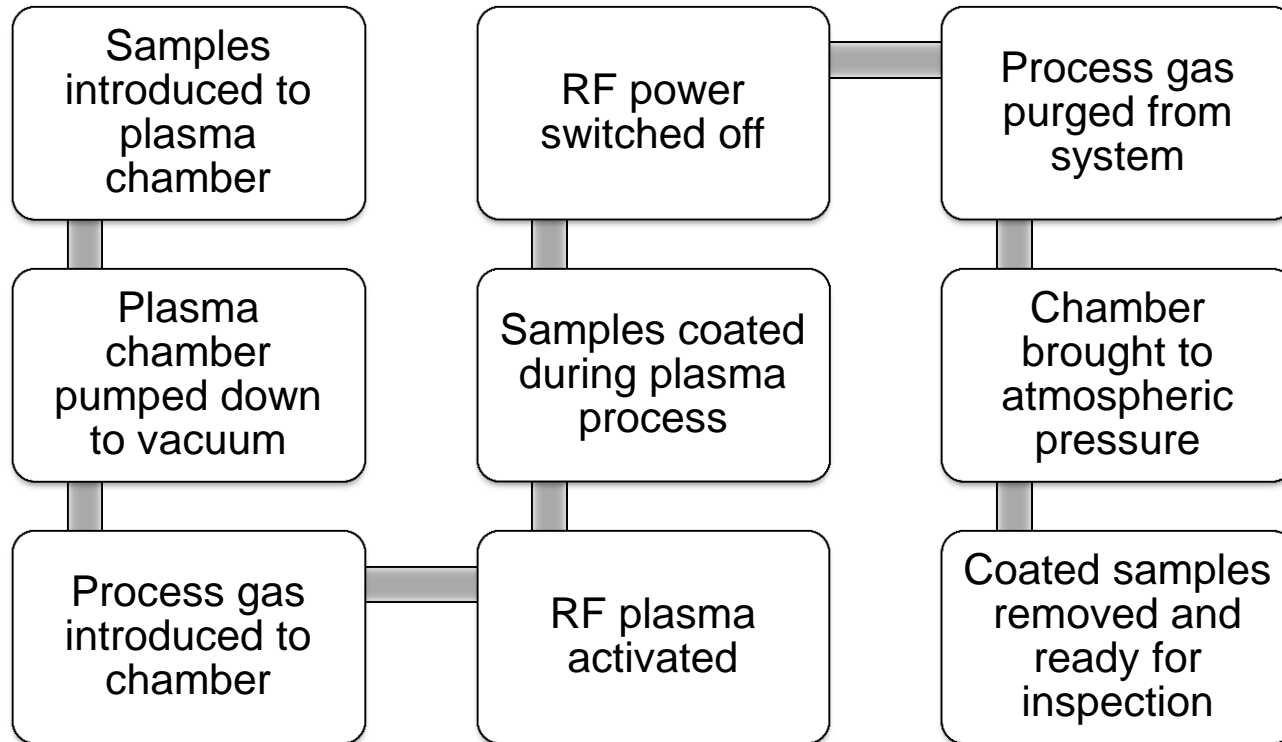 Samples
introduced to
plasma
chamber
Plasma
chamber
pumped down
to vacuum
Process gas
introduced to
chamber
RF plasma
activated
Samples coated
during plasma
process
RF power
switched off
Process gas
purged from
system
Chamber
brought to
atmospheric
pressure
Coated samples
removed and
ready for
inspection